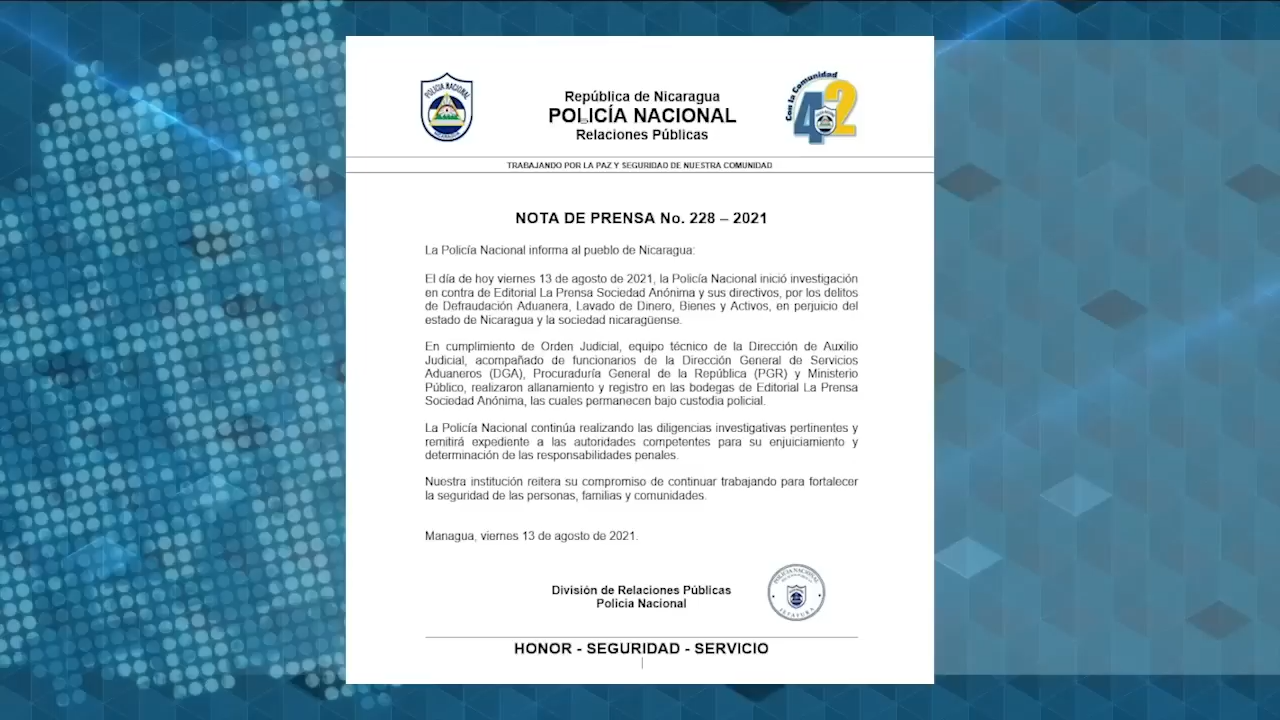 POLICÍA NACIONAL
República de Nicaragua
POLICÍA NACIONAL
Relaciones Públicas
Con la Comunidad
42
TRABAJANDO POR LA PAZ Y SEGURIDAD DE NUESTRA COMUNIDAD
NOTA DE PRENSA No. 228 – 2021
La Policía Nacional informa al pueblo de Nicaragua:
El día de hoy viernes 13 de agosto de 2021, la Policía Nacional inició investigación
en contra de Editorial La Prensa Sociedad Anónima y sus directivos, por los delitos
de Defraudación Aduanera, Lavado de Dinero, Bienes y Activos, en perjuicio del
estado de Nicaragua y la sociedad nicaragüense.
En cumplimiento de Orden Judicial, equipo técnico de la Dirección de Auxilio
Judicial, acompañado de funcionarios de la Dirección General de Servicios
Aduaneros (DGA), Procuraduría General de la República (PGR) y Ministerio
Público, realizaron allanamiento y registro en las bodegas de Editorial La Prensa
Sociedad Anónima, las cuales permanecen bajo custodia policial.
La Policía Nacional continúa realizando las diligencias investigativas pertinentes y
remitirá expediente a las autoridades competentes para su enjuiciamiento y
determinación de las responsabilidades penales.
Nuestra institución reitera su compromiso de continuar trabajando para fortalecer
la seguridad de las personas, familias y comunidades.
Managua, viernes 13 de agosto de 2021.
División de Relaciones Públicas
Policía Nacional
POLICIA NACIONAL
JEFATURA
HONOR - SEGURIDAD - SERVICIO